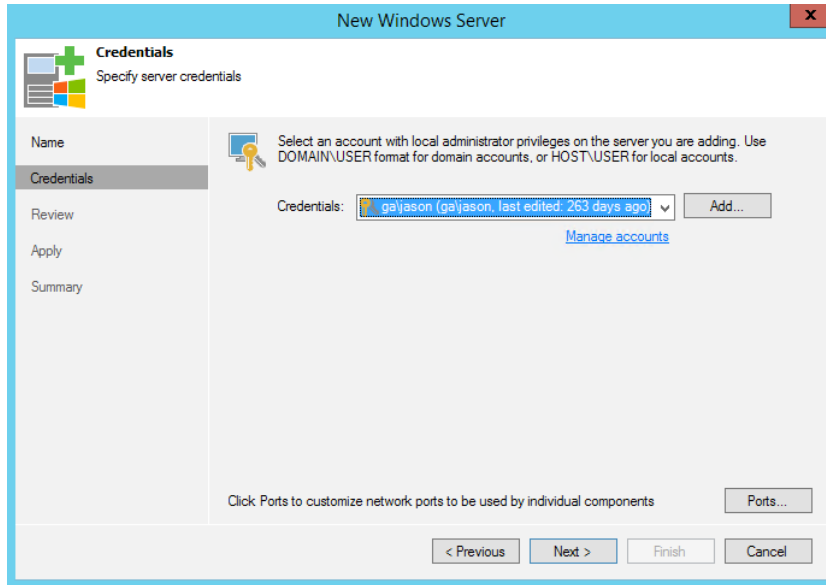 New Windows Server
x
Credentials
Specify server credentials
Name
Credentials
Review
Apply
Summary
Select an account with local administrator privileges on the server you are adding. Use
DOMAIN\USER format for domain accounts, or HOST\USER for local accounts.
Credentials:
ga\jason (ga\jason, last edited: 263 days ago)
Add...
Manage accounts
Click Ports to customize network ports to be used by individual components
Ports...
< Previous
Next >
Finish
Cancel